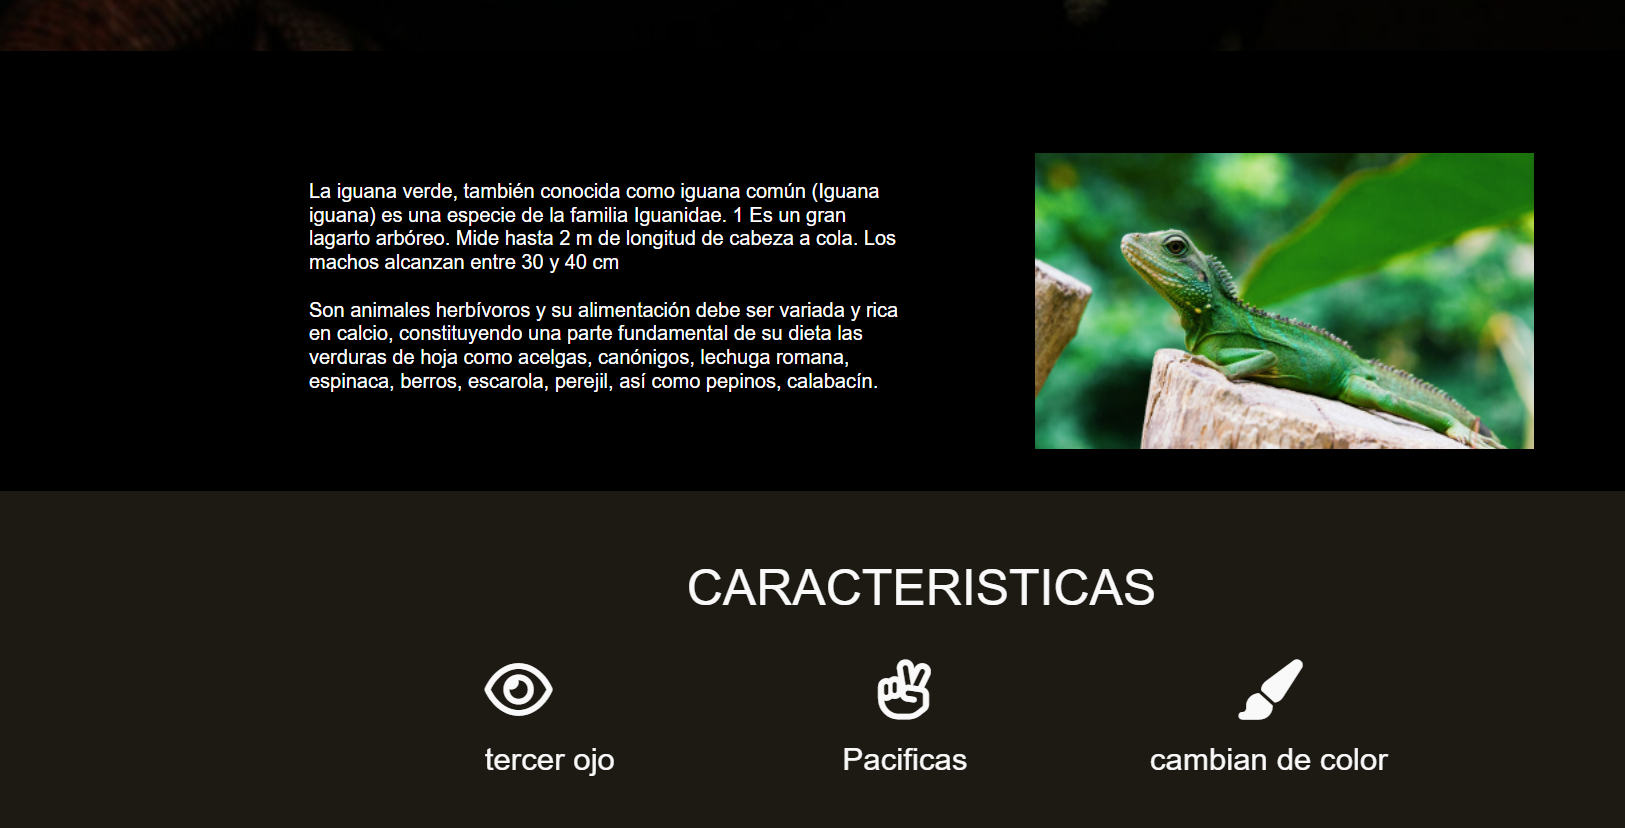 La iguana verde, también conocida como iguana común (Iguana
iguana) es una especie de la familia Iguanidae. 1 Es un gran
lagarto arbóreo. Mide hasta 2 m de longitud de cabeza a cola. Los
machos alcanzan entre 30 y 40 cm
Son animales herbívoros y su alimentación debe ser variada y rica
en calcio, constituyendo una parte fundamental de su dieta las
verduras de hoja como acelgas, canónigos, lechuga romana,
espinaca, berros, escarola, perejil, así como pepinos, calabacín.
CARACTERISTICAS
tercer ojo
Pacificas
cambian de color